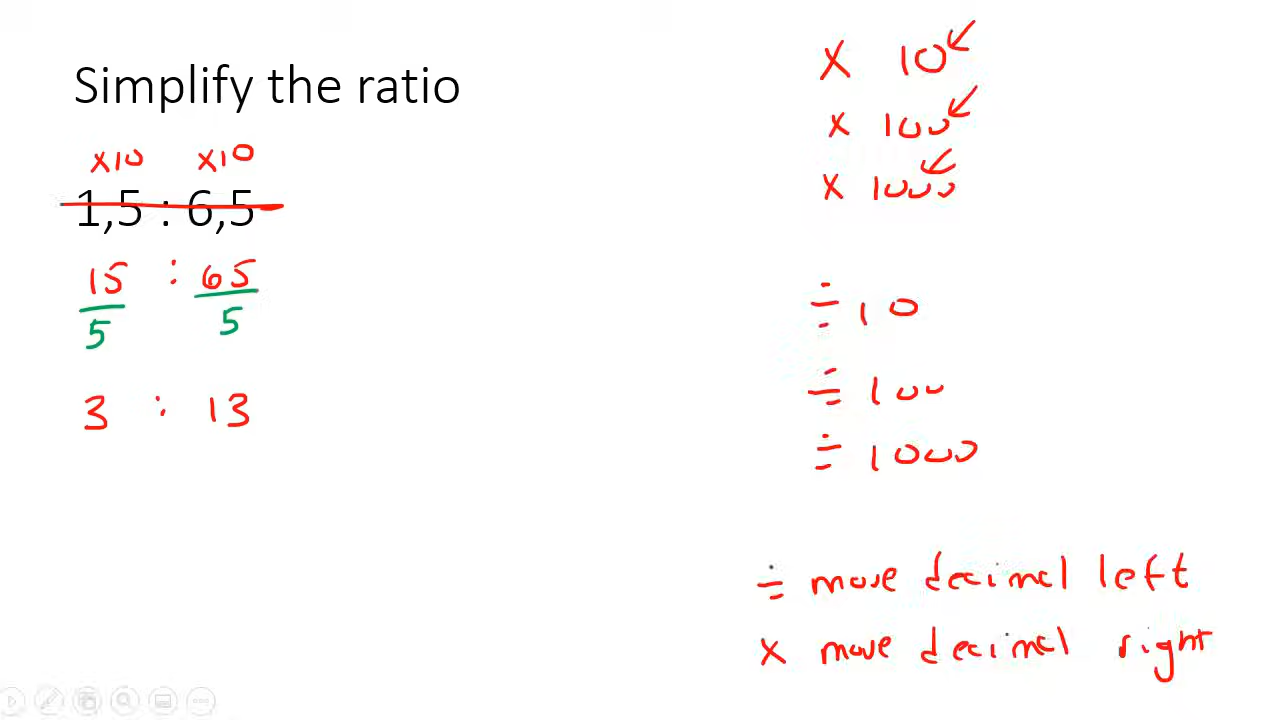 Simplify the ratio
x10 x10
1,5 : 6,5
15 : 65
5 5
3 : 13
x 10
x 100
x 1000
÷ 10
÷ 100
÷ 1000
÷ move decimal left
x move decimal right